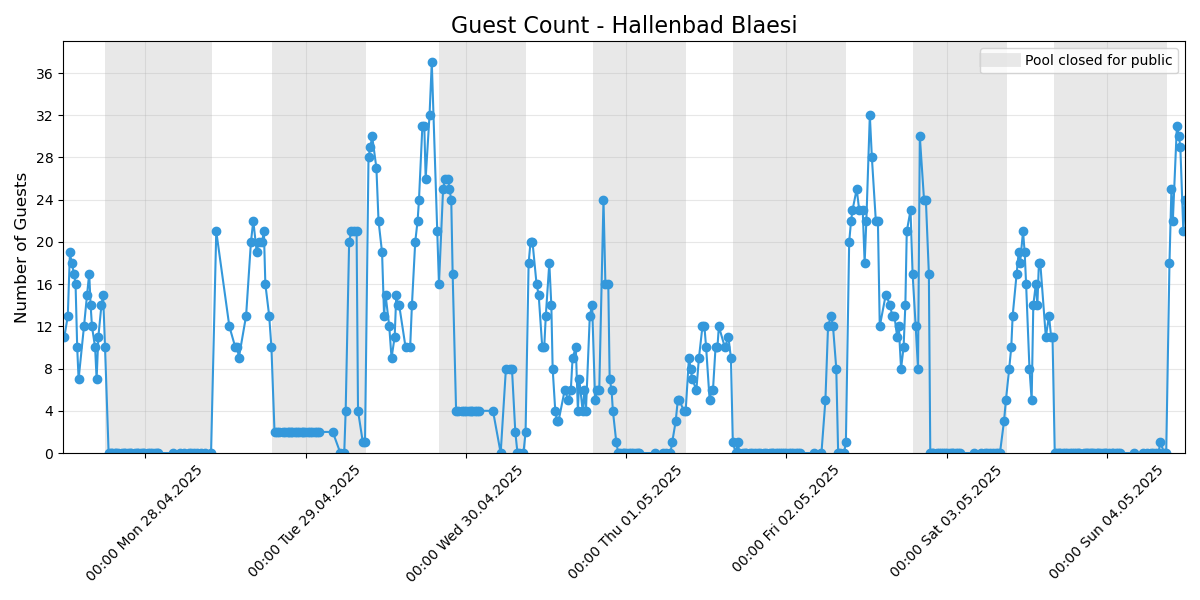 Guest Count - Hallenbad Blaesi
Pool closed for public
Number of Guests
36
32
28
24
20
16
12
8
4
0
00:00 Mon 28.04.2025
00:00 Tue 29.04.2025
00:00 Wed 30.04.2025
00:00 Thu 01.05.2025
00:00 Fri 02.05.2025
00:00 Sat 03.05.2025
00:00 Sun 04.05.2025